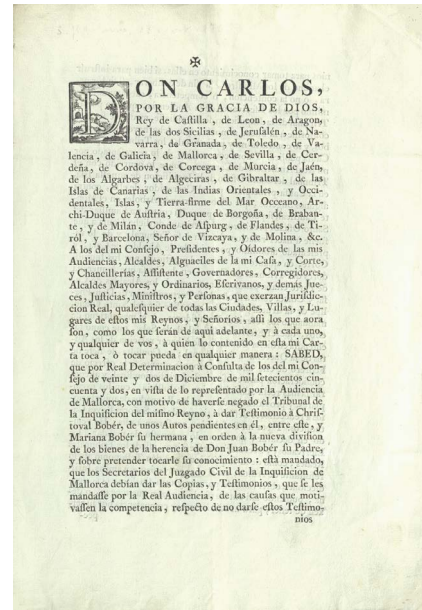 ✠
DON CARLOS,
POR LA GRACIA DE DIOS,
Rey de Castilla, de Leon, de Aragon,
de las dos Sicilias, de Jerusalén, de Na-
varra, de Granada, de Toledo, de Va-
lencia, de Galicia, de Mallorca, de Sevilla, de Cer-
deña, de Cordova, de Corcega, de Murcia, de Jaén,
de los Algarbes, de Algeciras, de Gibraltar, de las
Islas de Canarias, de las Indias Orientales, y Occi-
dentales, Islas, y Tierra-firme del Mar Occeano, Ar-
chi-Duque de Austria, Duque de Borgoña, de Braban-
te, y de Milán, Conde de Aspurg, de Flandes, de Ti-
ról, y Barcelona, Señor de Vizcaya, y de Molina, &c.
A los del mi Consejo, Presidentes, y Oídores de las mis
Audiencias, Alcaldes, Alguaciles de la mi Casa, y Corte,
y Chancillerías, Assistente, Governadores, Corregidores,
Alcaldes Mayores, y Ordinarios, Escrivanos, y demás Jue-
ces, Justicias, Ministros, y Personas, que exerzan Jurisdic-
cion Real, qualesquier de todas las Ciudades, Villas, y Lu-
gares de estos mis Reynos, y Señorios, assi los que aora
son, como los que serán de aqui adelante, y à cada uno,
y qualquier de vos, à quien lo contenido en esta mi Car-
ta toca, ò tocar pueda en qualquier manera: SABED,
que por Real Determinacion à Consulta de los del mi Con-
sejo de veinte y dos de Diciembre de mil setecientos cin-
cuenta y dos, en vista de lo representado por la Audiencia
de Mallorca, con motivo de haverse negado el Tribunal de
la Inquisicion del mismo Reyno, à dar Testimonio à Chris-
toval Bobér, de unos Autos pendientes en él, entre este, y
Mariana Bobér su hermana, en orden à la nueva division
de los bienes de la herencia de Don Juan Bobér su Padre,
y sobre pretender tocarle su conocimiento: está mandado,
que los Secretarios del Juzgado Civil de la Inquisicion de
Mallorca debían dar las Copias, y Testimonios, que se les
mandasse por la Real Audiencia, de las causas que moti-
vassen la competencia, respecto de no darse estos Testimo-
nios